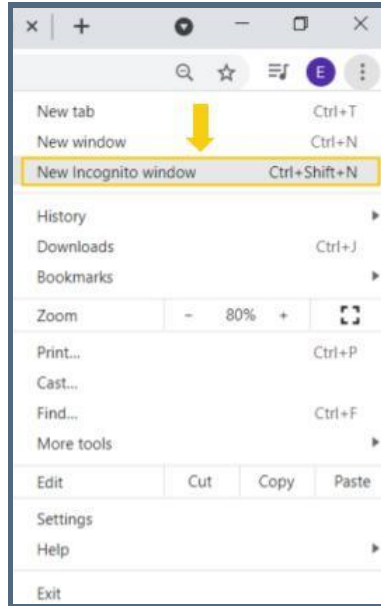 E
New tab Ctrl+T
New window Ctrl+N
New Incognito window Ctrl+Shift+N
History
Downloads Ctrl+J
Bookmarks
Zoom - 80% +
Print... Ctrl+P
Cast...
Find... Ctrl+F
More tools
Edit Cut Copy Paste
Settings
Help
Exit